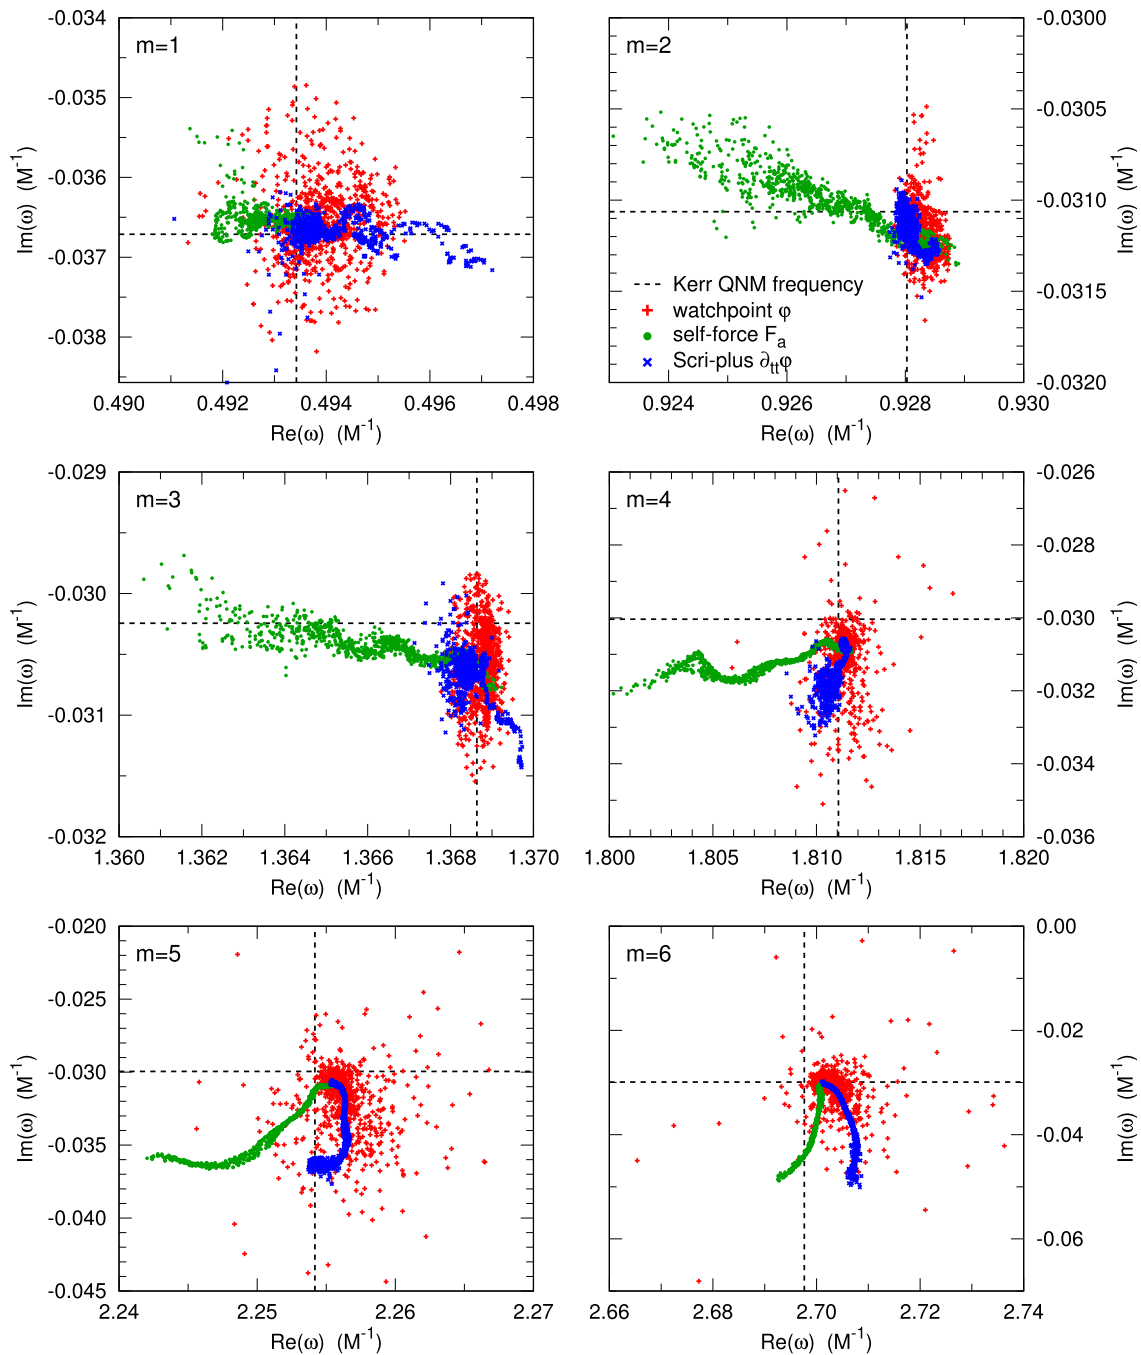 -0.034
-0.035
-0.036
-0.037
-0.038
Im(ω) (M⁻¹)
m=1
0.490
0.492
0.494
0.496
0.498
Re(ω) (M⁻¹)
m=2
Kerr QNM frequency
watchpoint φ
self-force Fₐ
Scri-plus ∂ₜₜφ
-0.0300
-0.0305
-0.0310
-0.0315
-0.0320
Im(ω) (M⁻¹)
0.924
0.926
0.928
0.930
Re(ω) (M⁻¹)
-0.029
-0.030
-0.031
-0.032
Im(ω) (M⁻¹)
m=3
1.360
1.362
1.364
1.366
1.368
1.370
Re(ω) (M⁻¹)
m=4
-0.026
-0.028
-0.030
-0.032
-0.034
-0.036
Im(ω) (M⁻¹)
1.800
1.805
1.810
1.815
1.820
Re(ω) (M⁻¹)
-0.020
-0.025
-0.030
-0.035
-0.040
-0.045
Im(ω) (M⁻¹)
m=5
2.24
2.25
2.26
2.27
Re(ω) (M⁻¹)
m=6
0.00
-0.02
-0.04
-0.06
Im(ω) (M⁻¹)
2.66
2.68
2.70
2.72
2.74
Re(ω) (M⁻¹)